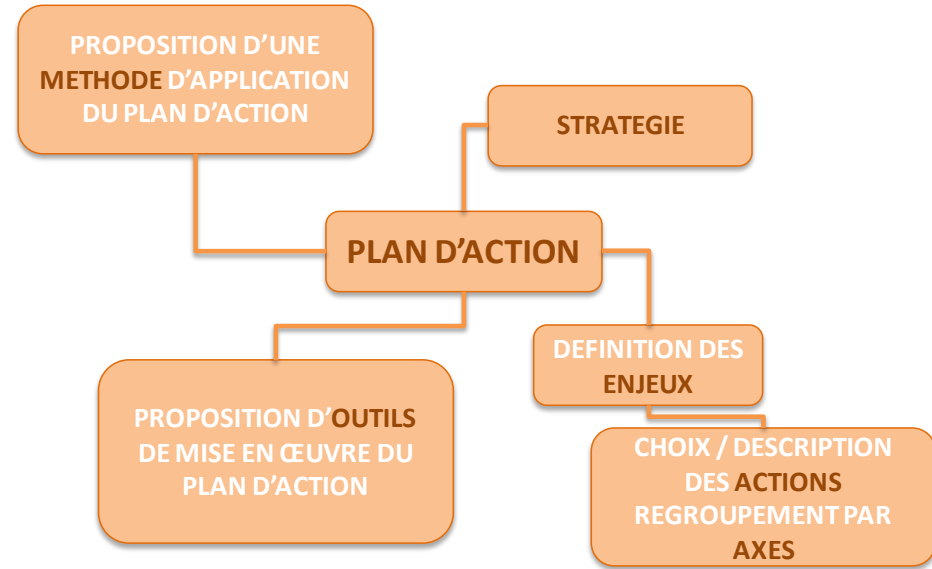 PROPOSITION D’UNE
METHODE D’APPLICATION
DU PLAN D’ACTION
STRATEGIE
PLAN D’ACTION
DEFINITION DES
ENJEUX
PROPOSITION D’OUTILS
DE MISE EN ŒUVRE DU
PLAN D’ACTION
CHOIX / DESCRIPTION
DES ACTIONS
REGROUPEMENT PAR
AXES